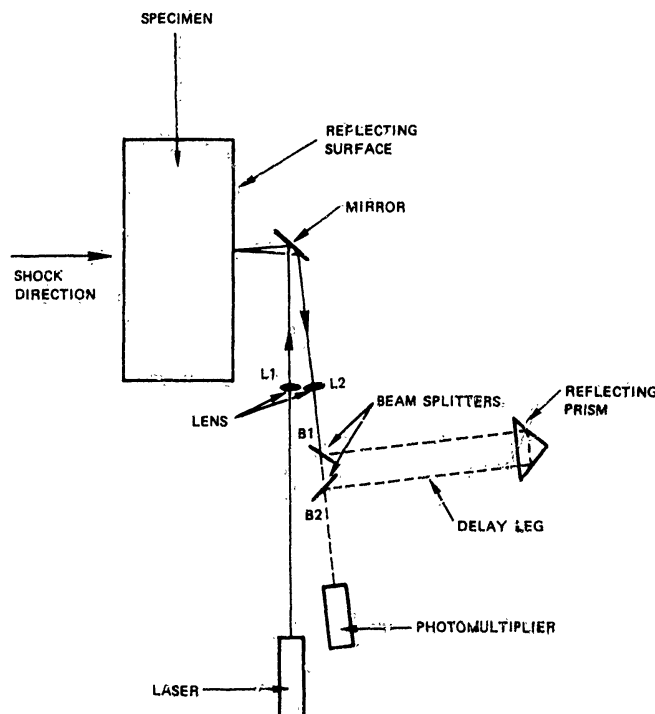 SPECIMEN
REFLECTING
SURFACE
MIRROR
SHOCK
DIRECTION
L1
L2
REFLECTING
PRISM
LENS
BEAM SPLITTERS
B1
B2
DELAY LEG
PHOTOMULTIPLIER
LASER